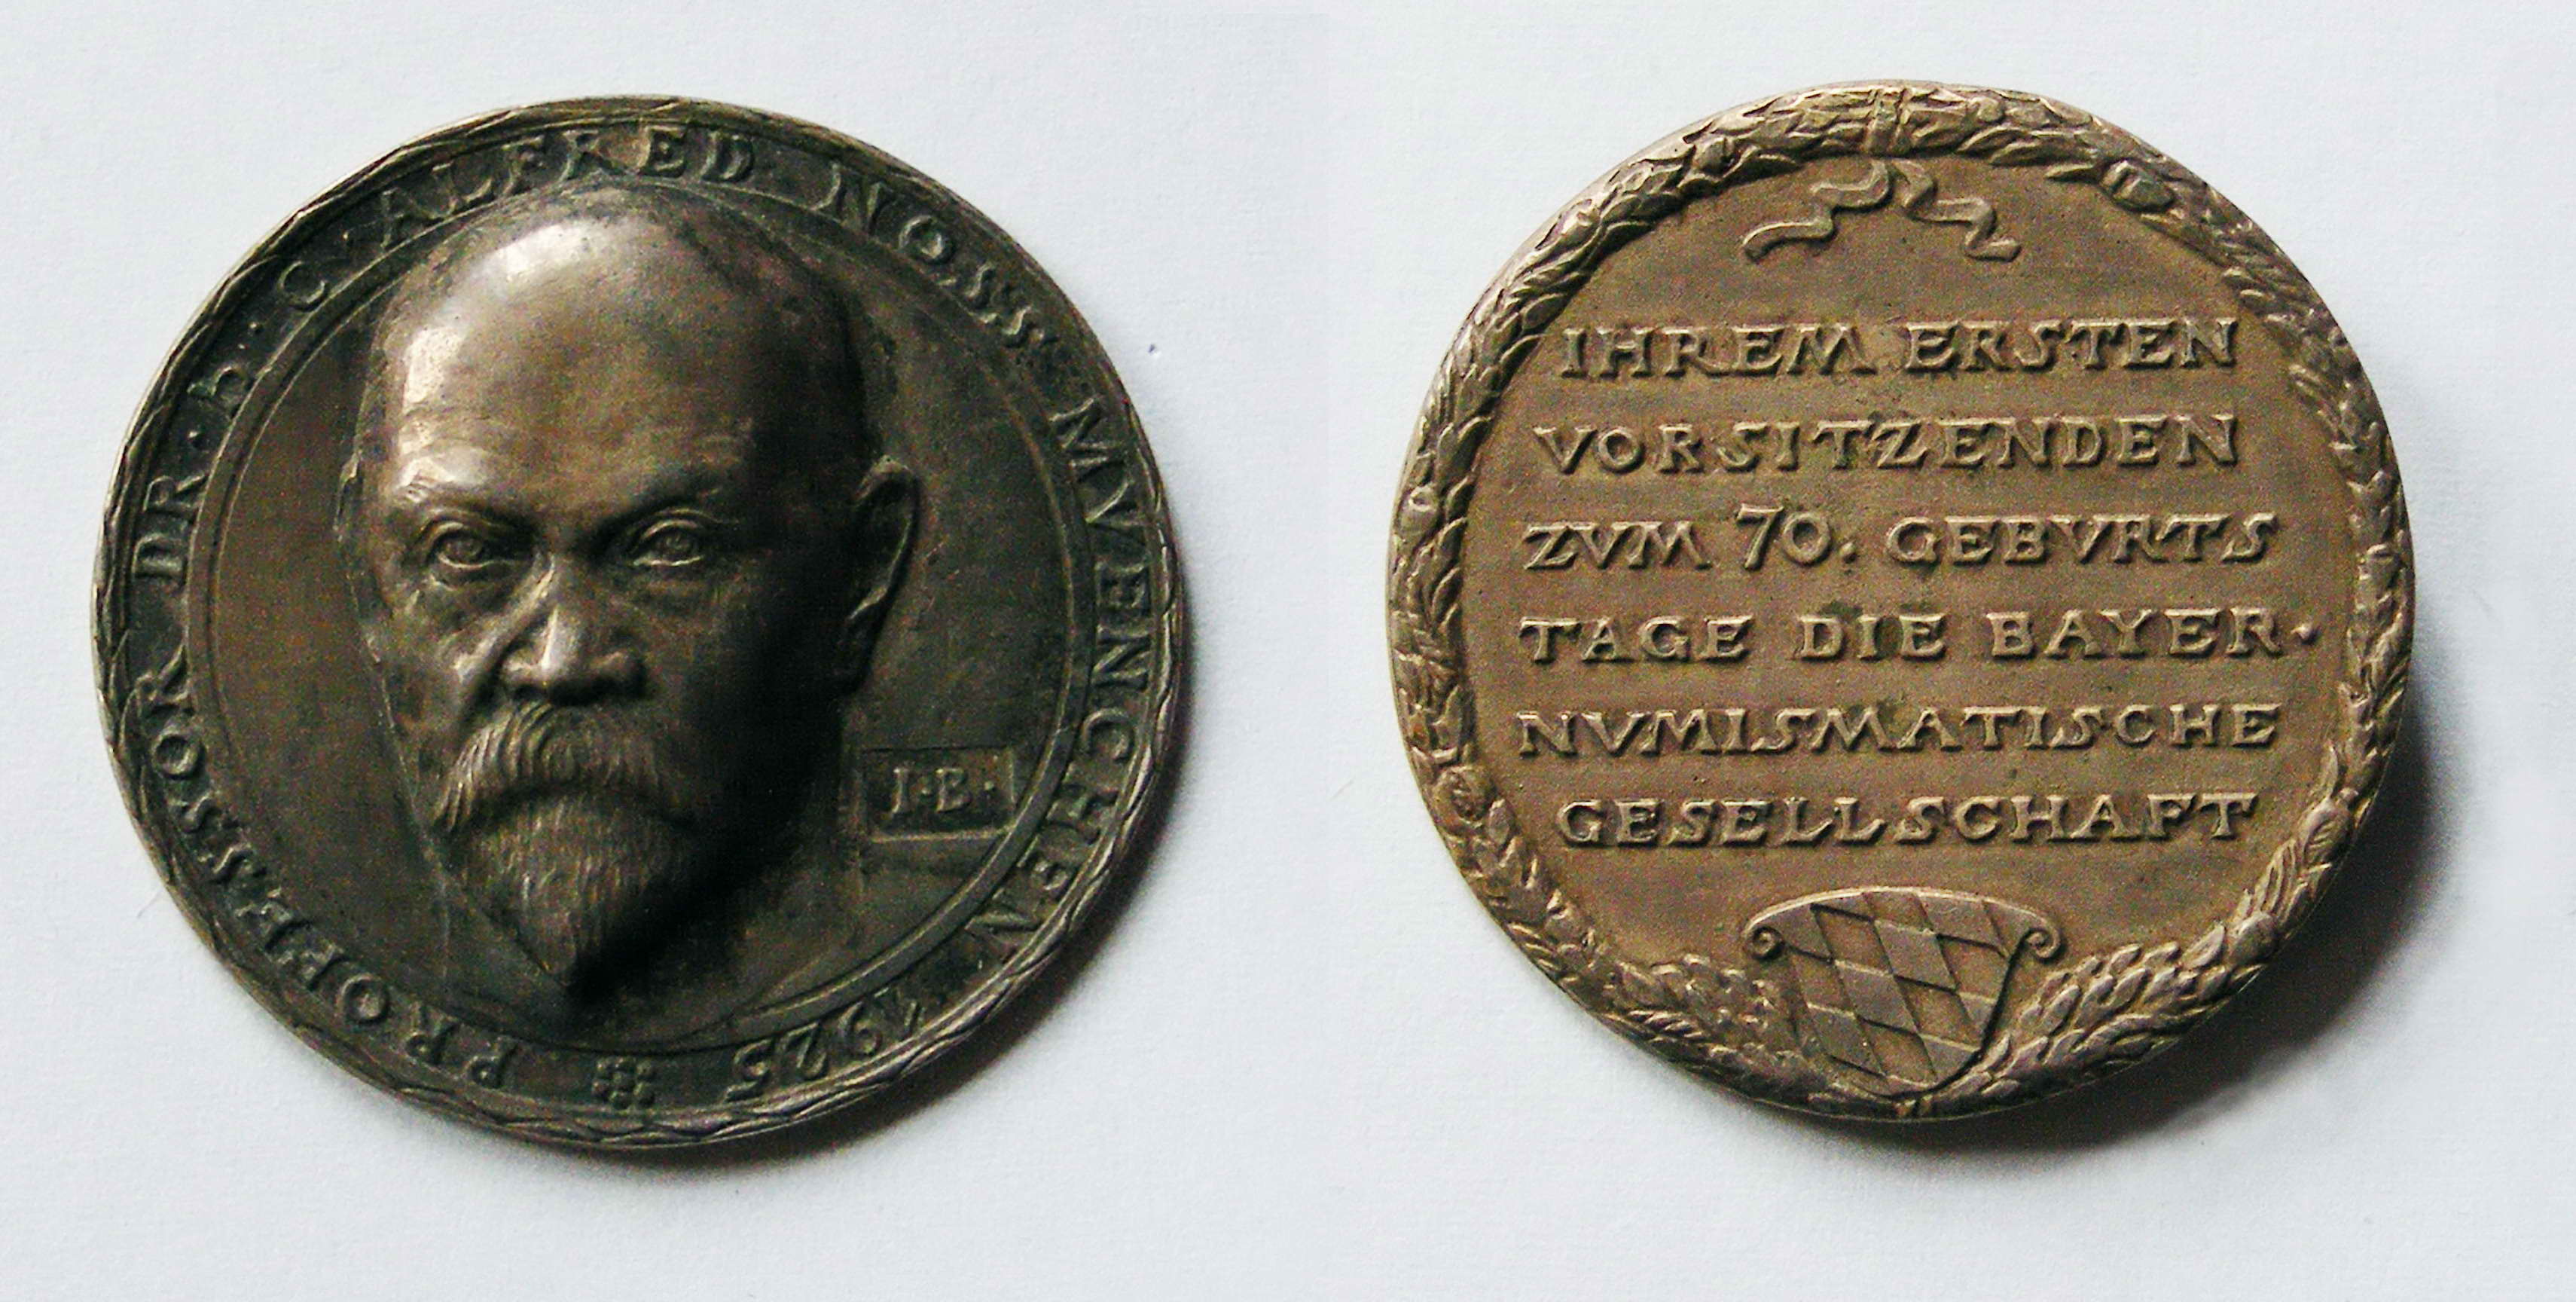 PROFESSOR DR · h · C · ALFRED NOSS · MVENCHEN 1925
I · B ·
IHREM ERSTEN
VORSITZENDEN
ZVM 70. GEBVRTS
TAGE DIE BAYER·
NVMISMATISCHE
GESELLSCHAFT